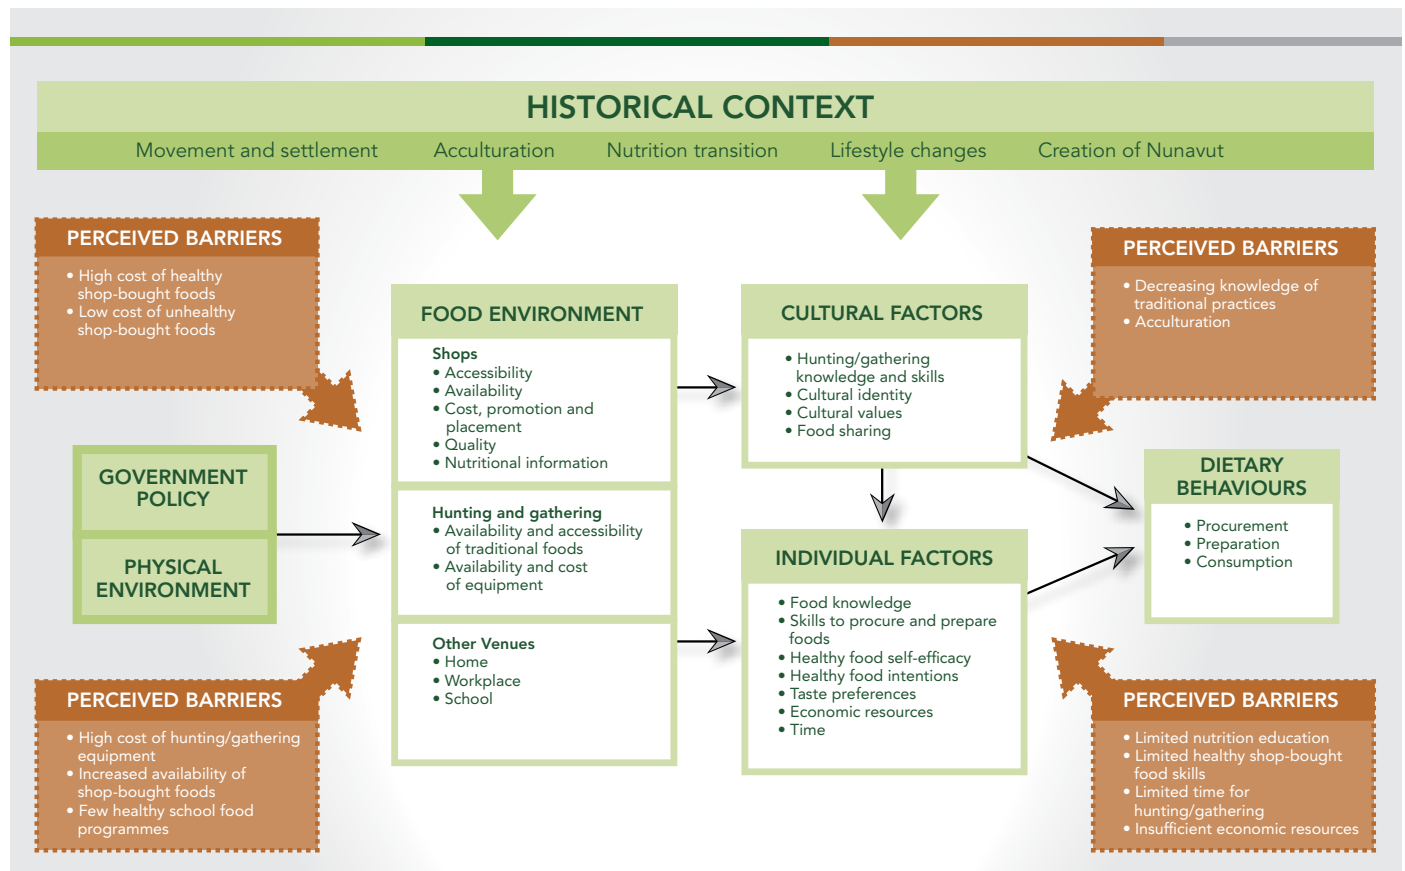 HISTORICAL CONTEXT
Movement and settlement Acculturation Nutrition transition Lifestyle changes Creation of Nunavut
PERCEIVED BARRIERS
• High cost of healthy
shop-bought foods
• Low cost of unhealthy
shop-bought foods
GOVERNMENT
POLICY
PHYSICAL
ENVIRONMENT
PERCEIVED BARRIERS
• High cost of hunting/gathering
equipment
• Increased availability of
shop-bought foods
• Few healthy school food
programmes
FOOD ENVIRONMENT
Shops
• Accessibility
• Availability
• Cost, promotion and
placement
• Quality
• Nutritional information
Hunting and gathering
• Availability and accessibility
of traditional foods
• Availability and cost
of equipment
Other Venues
• Home
• Workplace
• School
CULTURAL FACTORS
• Hunting/gathering
knowledge and skills
• Cultural identity
• Cultural values
• Food sharing
INDIVIDUAL FACTORS
• Food knowledge
• Skills to procure and prepare
foods
• Healthy food self-efficacy
• Healthy food intentions
• Taste preferences
• Economic resources
• Time
PERCEIVED BARRIERS
• Decreasing knowledge of
traditional practices
• Acculturation
DIETARY
BEHAVIOURS
• Procurement
• Preparation
• Consumption
PERCEIVED BARRIERS
• Limited nutrition education
• Limited healthy shop-bought
food skills
• Limited time for
hunting/gathering
• Insufficient economic resources